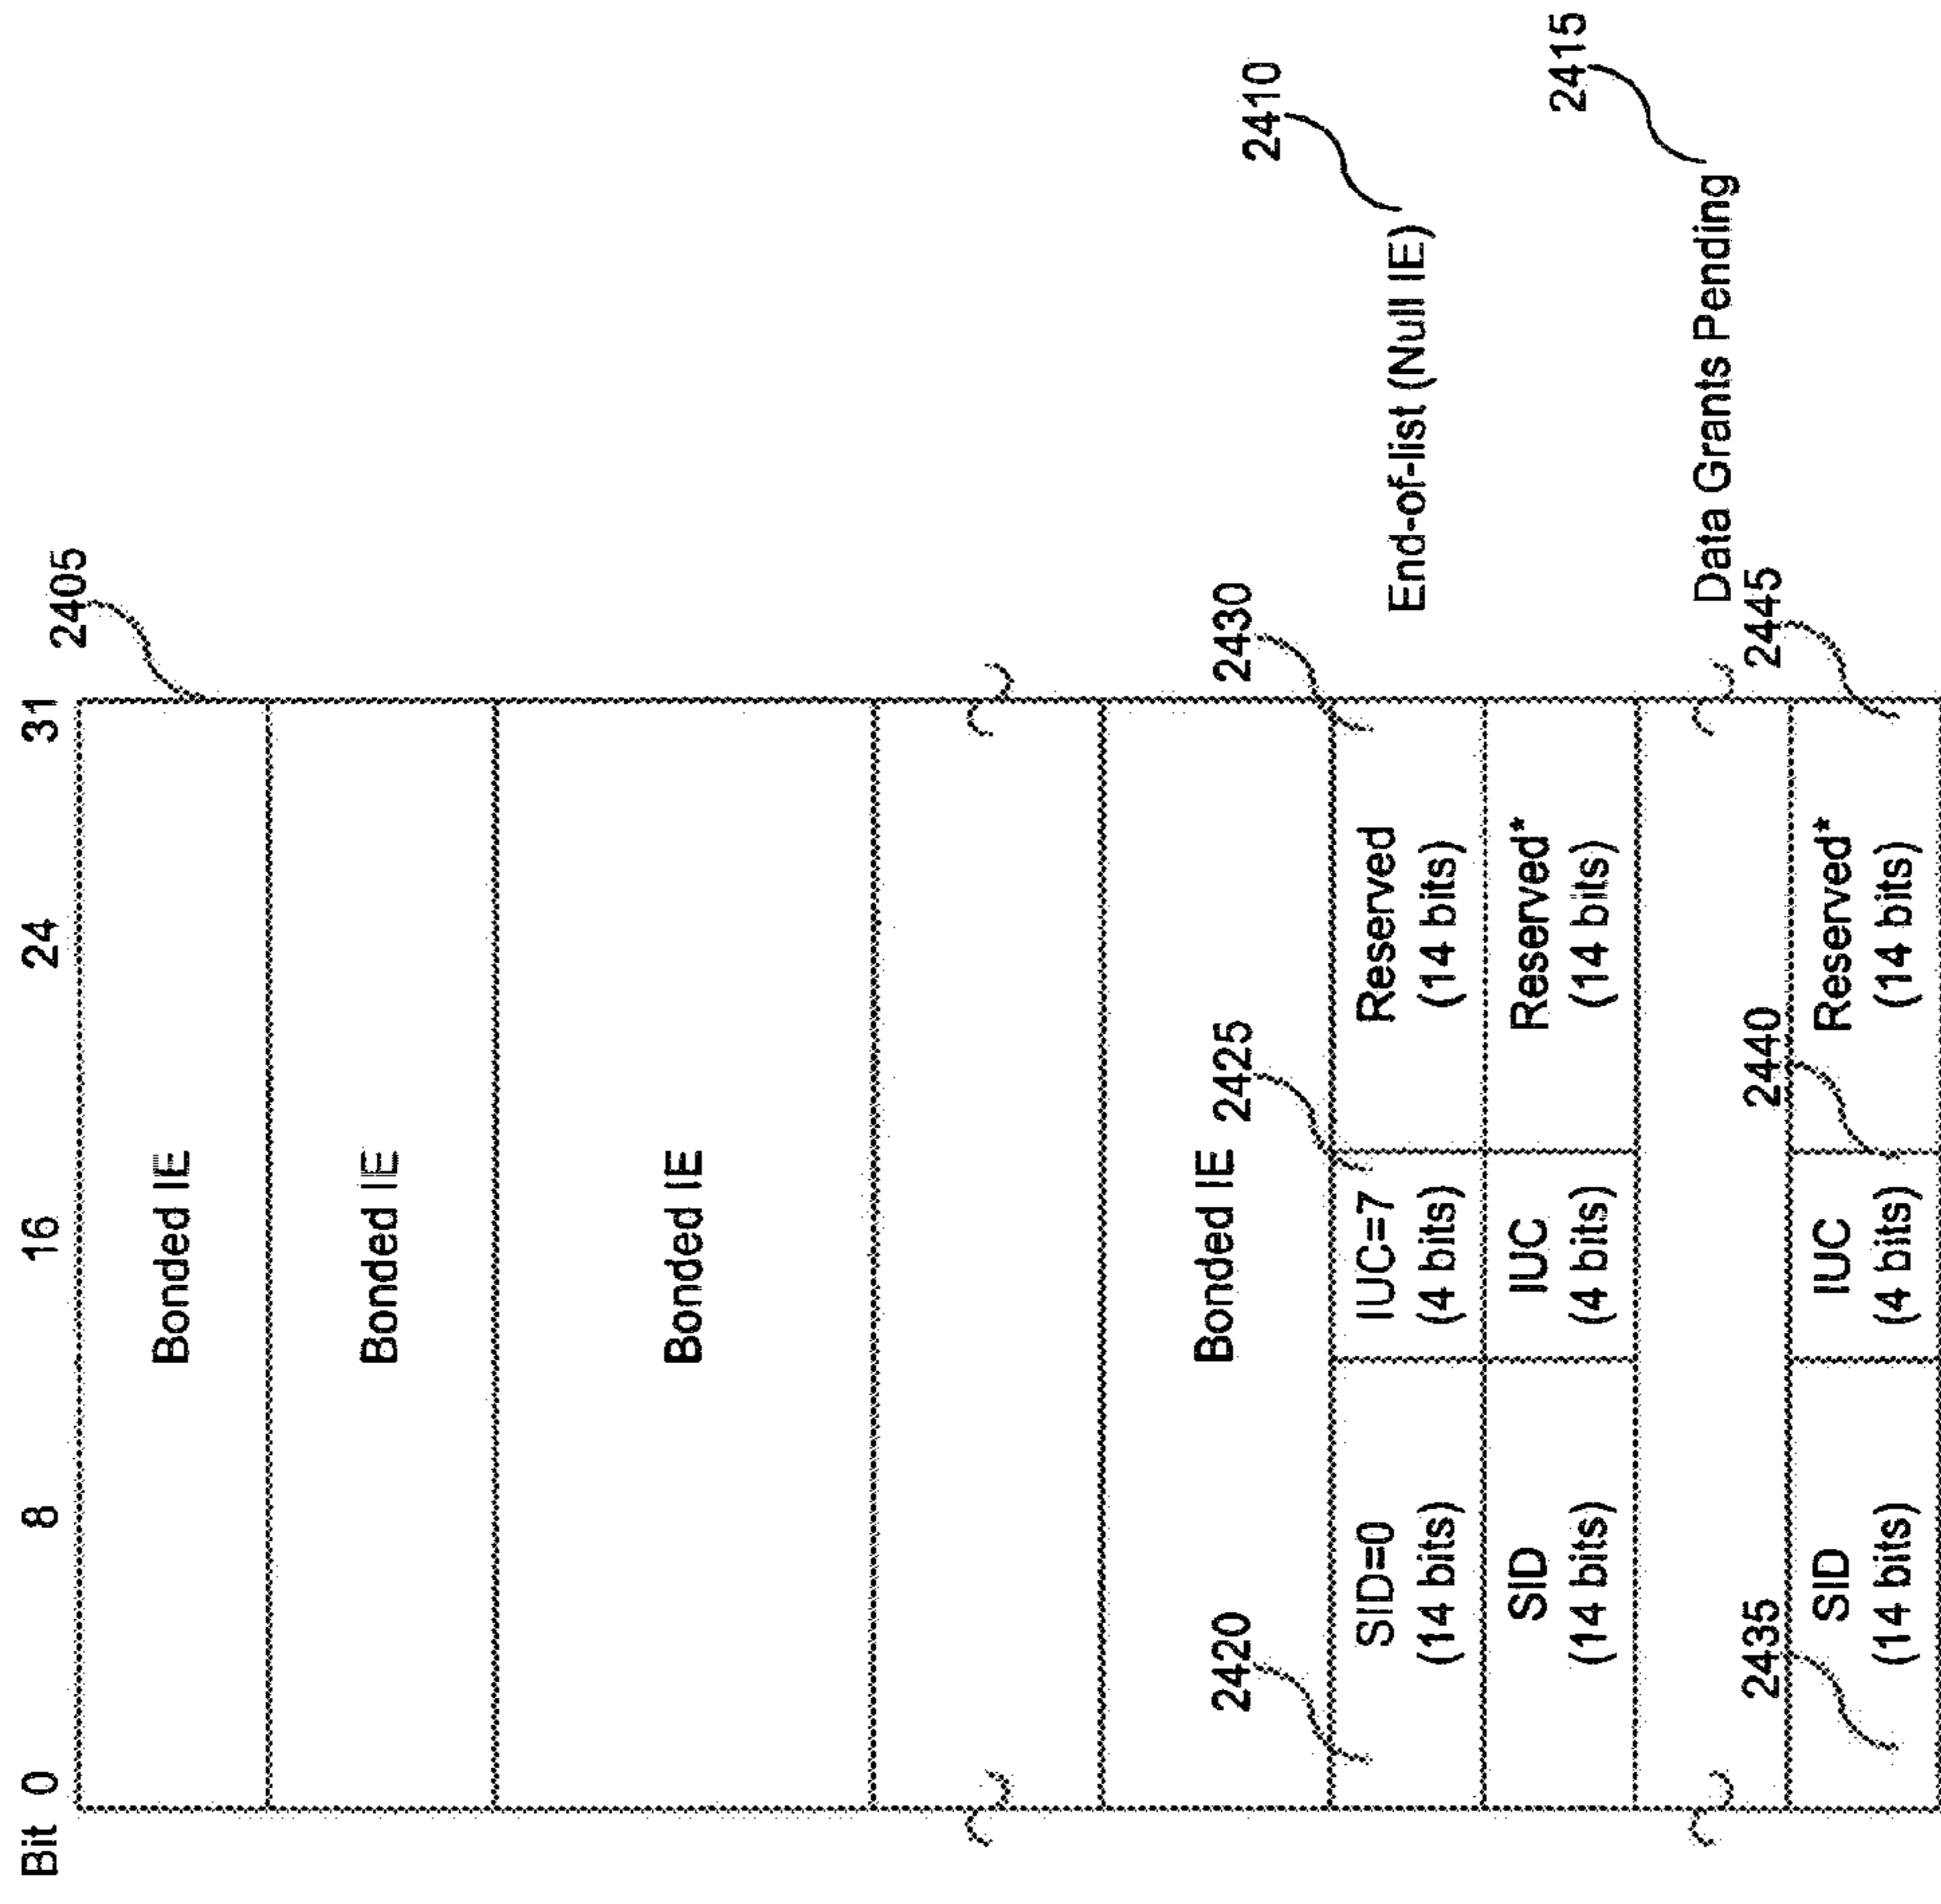 Bit 0 8 16 24 31
2405
Bonded IE
Bonded IE
Bonded IE
Bonded IE
2420 2425 2430 2410
SID=0
(14 bits)
IUC=7
(4 bits)
Reserved
(14 bits)
End-of-list (Null IE)
SID
(14 bits)
IUC
(4 bits)
Reserved*
(14 bits)
2415
Data Grants Pending
2435 2440 2445
SID
(14 bits)
IUC
(4 bits)
Reserved*
(14 bits)